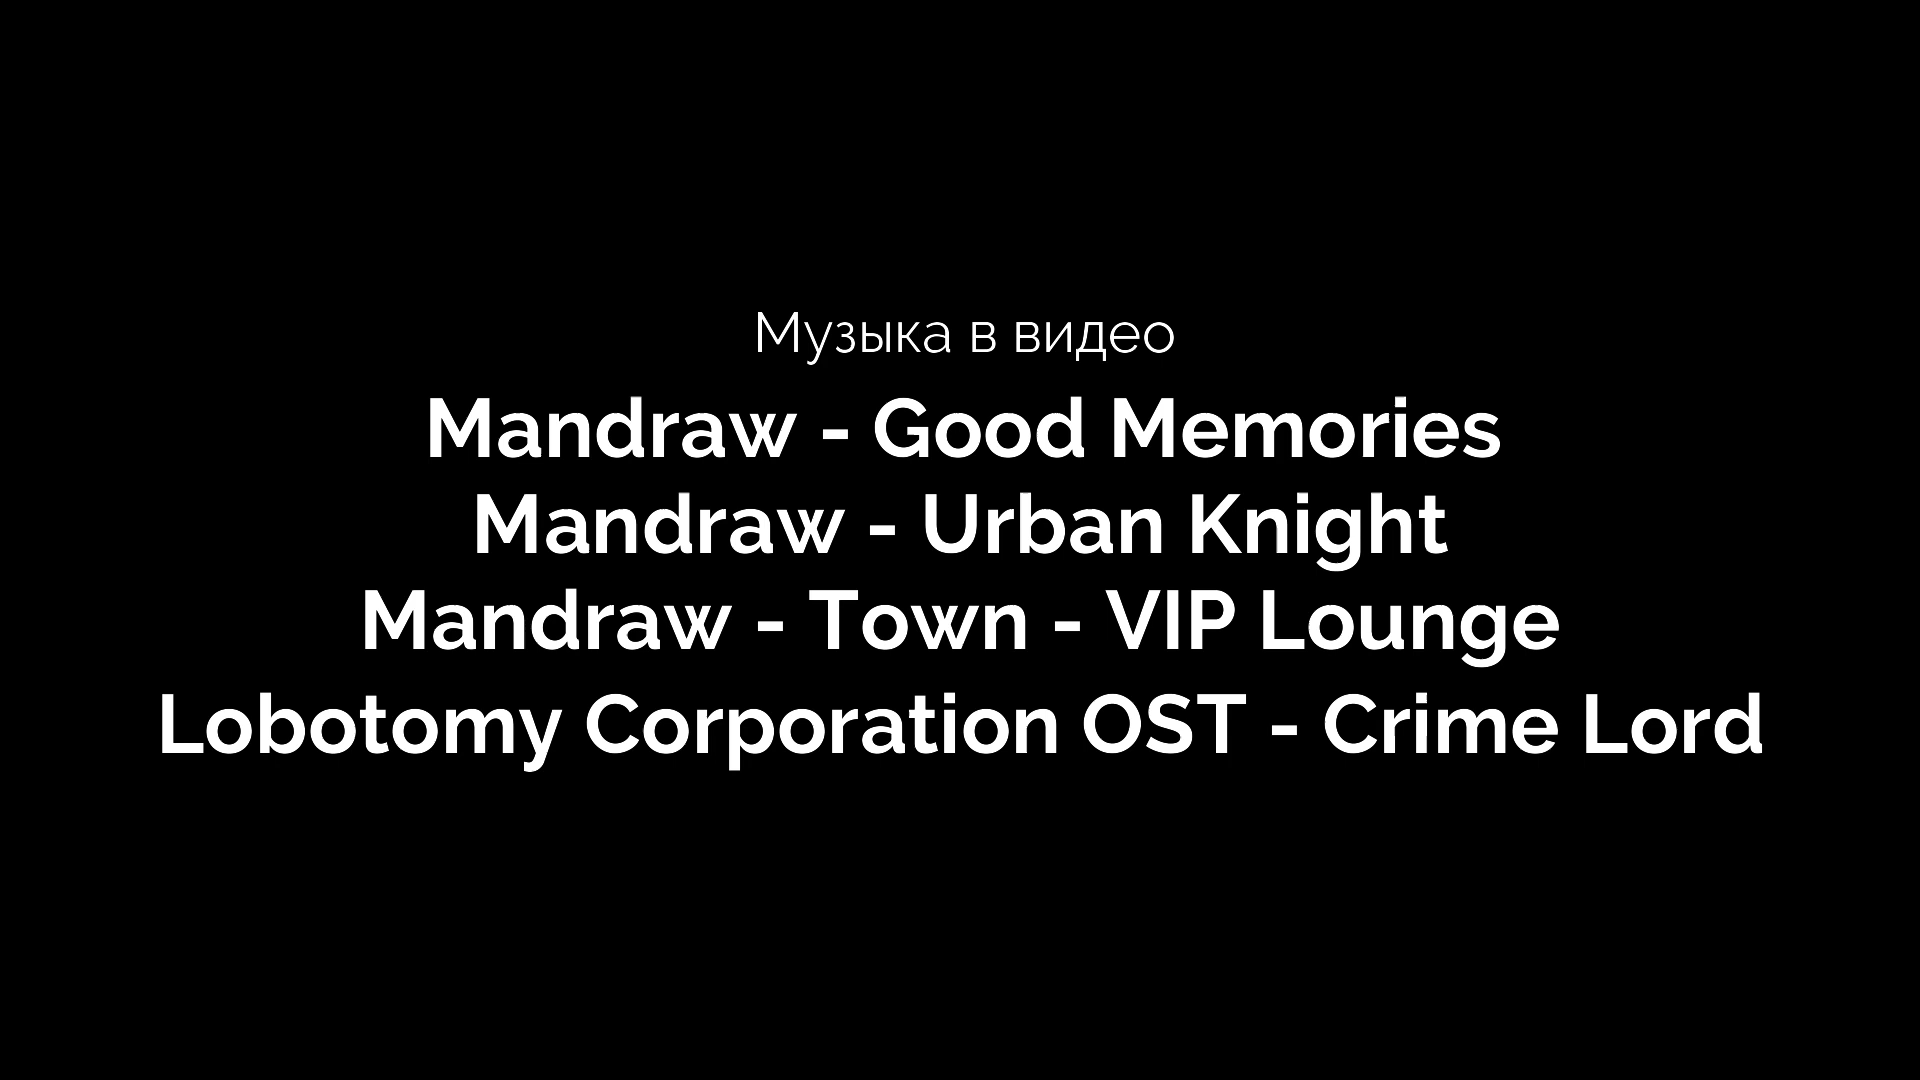 Музыка в видео
Mandraw - Good Memories
Mandraw - Urban Knight
Mandraw - Town - VIP Lounge
Lobotomy Corporation OST - Crime Lord